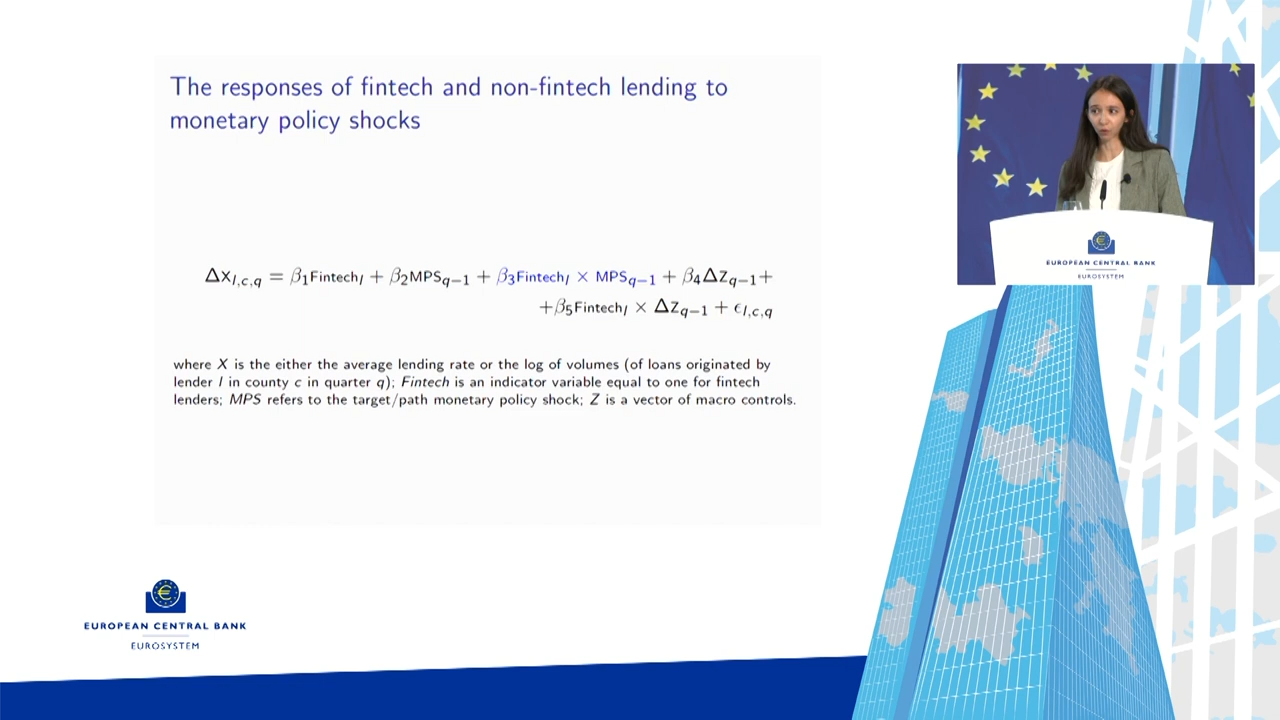 The responses of fintech and non-fintech lending to
monetary policy shocks
Δx_{l,c,q} = β₁Fintech_l + β₂MPS_{q−1} + β₃Fintech_l × MPS_{q−1} + β₄ΔZ_{q−1}+
+β₅Fintech_l × ΔZ_{q−1} + ϵ_{l,c,q}
where X is the either the average lending rate or the log of volumes (of loans originated by
lender l in county c in quarter q); Fintech is an indicator variable equal to one for fintech
lenders; MPS refers to the target/path monetary policy shock; Z is a vector of macro controls.
EUROPEAN CENTRAL BANK
EUROSYSTEM
EUROPEAN CENTRAL BANK
EUROSYSTEM